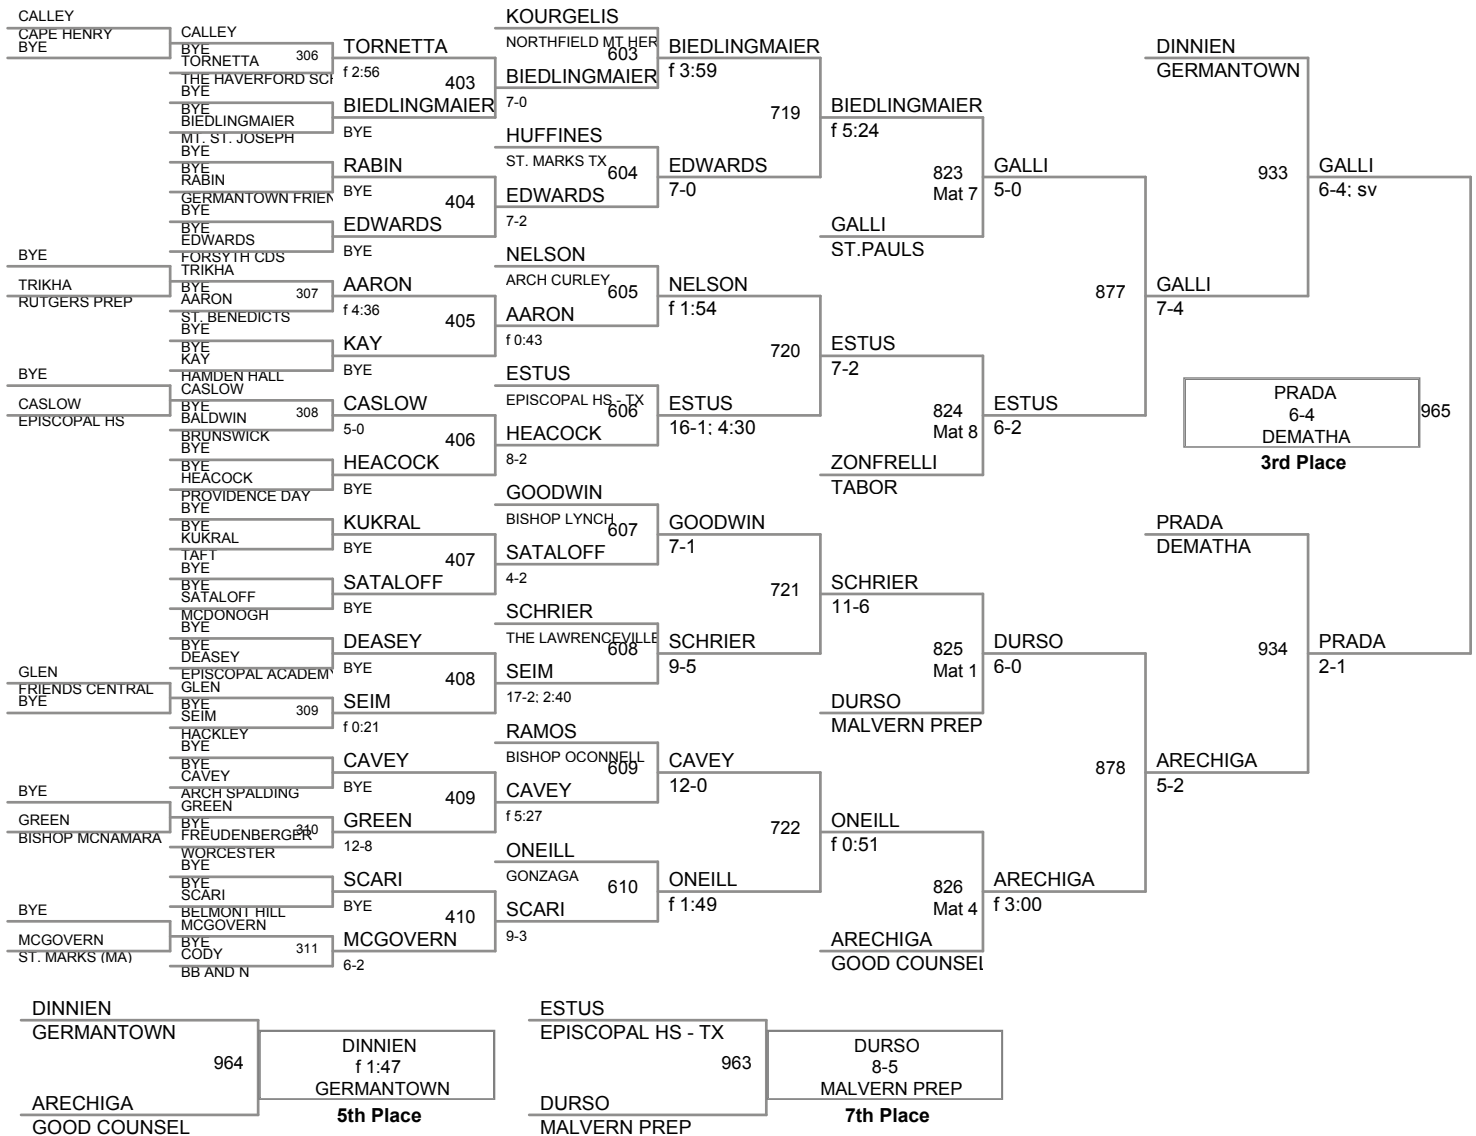 CALLEY
CAPE HENRY
BYE
BYE
TRIKHA
RUTGERS PREP
BYE
CASLOW
EPISCOPAL HS
GLEN
FRIENDS CENTRAL
BYE
BYE
GREEN
BISHOP MCNAMARA
BYE
MCGOVERN
ST. MARKS (MA)
CALLEY
BYE
306
TORNETTA
THE HAVERFORD SCH
BYE
BYE
BIEDLINGMAIER
MT. ST. JOSEPH
BYE
BYE
RABIN
GERMANTOWN FRIEN
BYE
BYE
EDWARDS
FORSYTH CDS
TRIKHA
BYE
307
AARON
ST. BENEDICTS
BYE
BYE
KAY
HAMDEN HALL
CASLOW
BYE
308
BALDWIN
BRUNSWICK
BYE
BYE
HEACOCK
PROVIDENCE DAY
BYE
BYE
KUKRAL
TAFT
BYE
BYE
SATALOFF
MCDONOGH
BYE
BYE
DEASEY
EPISCOPAL ACADEMY
GLEN
BYE
309
SEIM
HACKLEY
BYE
BYE
CAVEY
ARCH SPALDING
GREEN
BYE
310
FREUDENBERGER
WORCESTER
BYE
BYE
SCARI
BELMONT HILL
MCGOVERN
BYE
311
CODY
BB AND N
TORNETTA
f 2:56
403
BIEDLINGMAIER
BYE
RABIN
BYE
404
EDWARDS
BYE
AARON
f 4:36
405
KAY
BYE
CASLOW
5-0
406
HEACOCK
BYE
KUKRAL
BYE
407
SATALOFF
BYE
DEASEY
BYE
408
SEIM
f 0:21
CAVEY
BYE
409
GREEN
12-8
SCARI
BYE
410
MCGOVERN
6-2
KOURGELIS
NORTHFIELD MT HER
603
BIEDLINGMAIER
7-0
HUFFINES
ST. MARKS TX
604
EDWARDS
7-2
NELSON
ARCH CURLEY
605
AARON
f 0:43
ESTUS
EPISCOPAL HS - TX
606
HEACOCK
8-2
GOODWIN
BISHOP LYNCH
607
SATALOFF
4-2
SCHRIER
THE LAWRENCEVILLE
608
SEIM
17-2; 2:40
RAMOS
BISHOP OCONNELL
609
CAVEY
f 5:27
ONEILL
GONZAGA
610
SCARI
9-3
BIEDLINGMAIER
f 3:59
719
EDWARDS
7-0
NELSON
f 1:54
720
ESTUS
16-1; 4:30
GOODWIN
7-1
721
SCHRIER
9-5
CAVEY
12-0
722
ONEILL
f 1:49
BIEDLINGMAIER
f 5:24
823
Mat 7
GALLI
ST.PAULS
ESTUS
7-2
824
Mat 8
ZONFRELLI
TABOR
SCHRIER
11-6
825
Mat 1
DURSO
MALVERN PREP
ONEILL
f 0:51
826
Mat 4
ARECHIGA
GOOD COUNSEL
GALLI
5-0
877
ESTUS
6-2
DURSO
6-0
878
ARECHIGA
f 3:00
DINNIEN
GERMANTOWN
933
GALLI
7-4
PRADA
DEMATHA
934
ARECHIGA
5-2
GALLI
6-4; sv
PRADA
6-4
DEMATHA
965
3rd Place
PRADA
2-1
DINNIEN
GERMANTOWN
964
ARECHIGA
GOOD COUNSEL
DINNIEN
f 1:47
GERMANTOWN
5th Place
ESTUS
EPISCOPAL HS - TX
963
DURSO
MALVERN PREP
DURSO
8-5
MALVERN PREP
7th Place